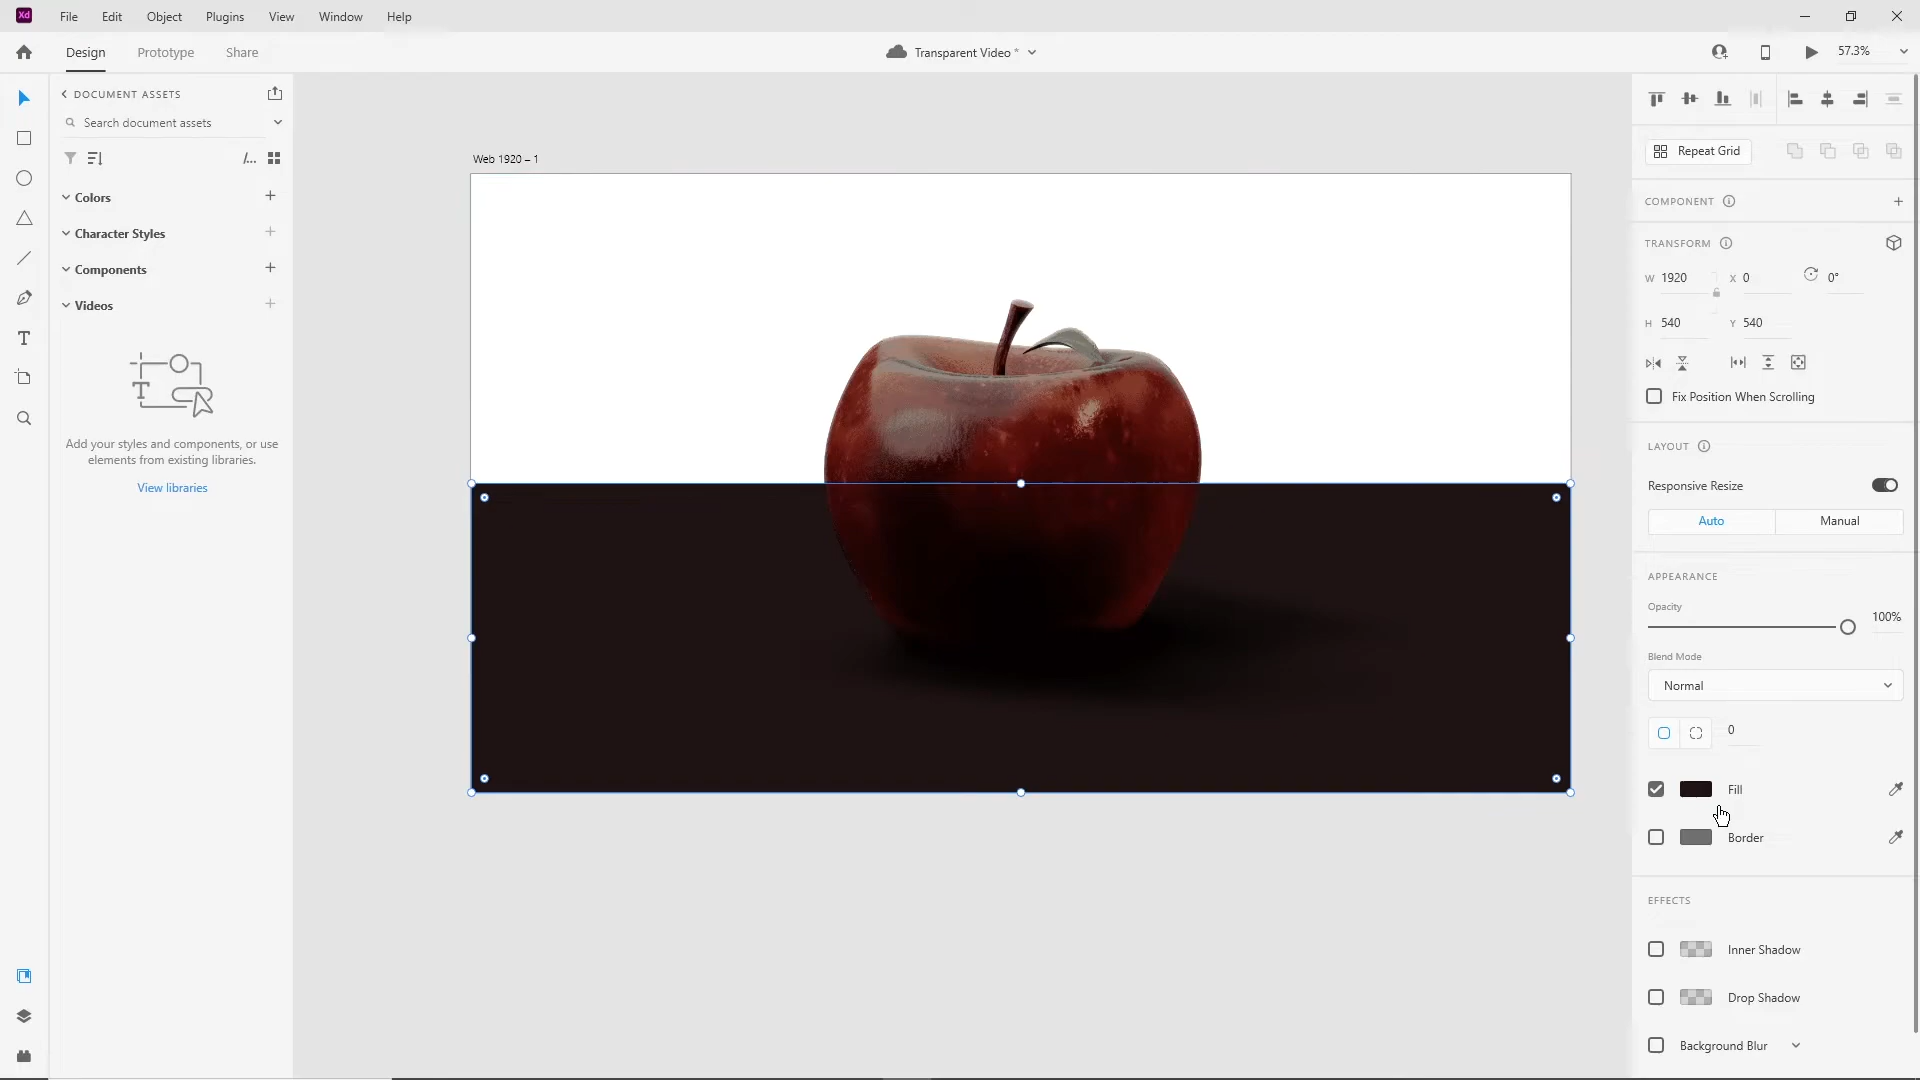 Xd File Edit Object Plugins View Window Help
Design Prototype Share Transparent Video * 57.3%
DOCUMENT ASSETS
Search document assets
/...
Colors
Character Styles
Components
Videos
T
Add your styles and components, or use
elements from existing libraries.
View libraries
T
Web 1920 – 1
Repeat Grid
COMPONENT
TRANSFORM
W 1920 X 0 0°
H 540 Y 540
Fix Position When Scrolling
LAYOUT
Responsive Resize
Auto Manual
APPEARANCE
Opacity
100%
Blend Mode
Normal
0
Fill
Border
EFFECTS
Inner Shadow
Drop Shadow
Background Blur